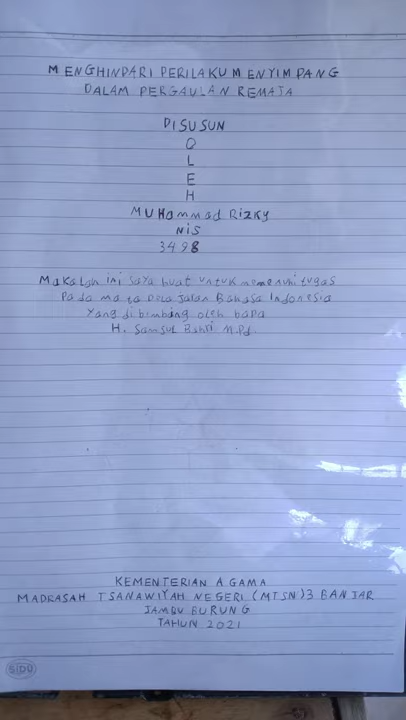 MENGHINDARI PERILAKU MENYIMPANG
DALAM PERGAULAN REMAJA
DISUSUN
O
L
E
H
MUHammad Rizky
NIS
3498
Makalah ini saya buat untuk memenuhi tugas
Pada mata Pelajaran Bahasa Indonesia
Yang di bimbang oleh bapa
H. Samsul Bahri M.Pd.
KEMENTERIAN AGAMA
MADRASAH TSANAWIYAH NEGERI (MTSN) 3 BANJAR
JAMBU BURUNG
TAHUN 2021
SIDU